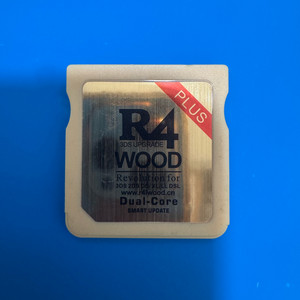 PLUS
R4
3DS UPGRADE
WOOD
Revolution for
www.r4iwood.cn
Dual-Core
SMART UPDATE